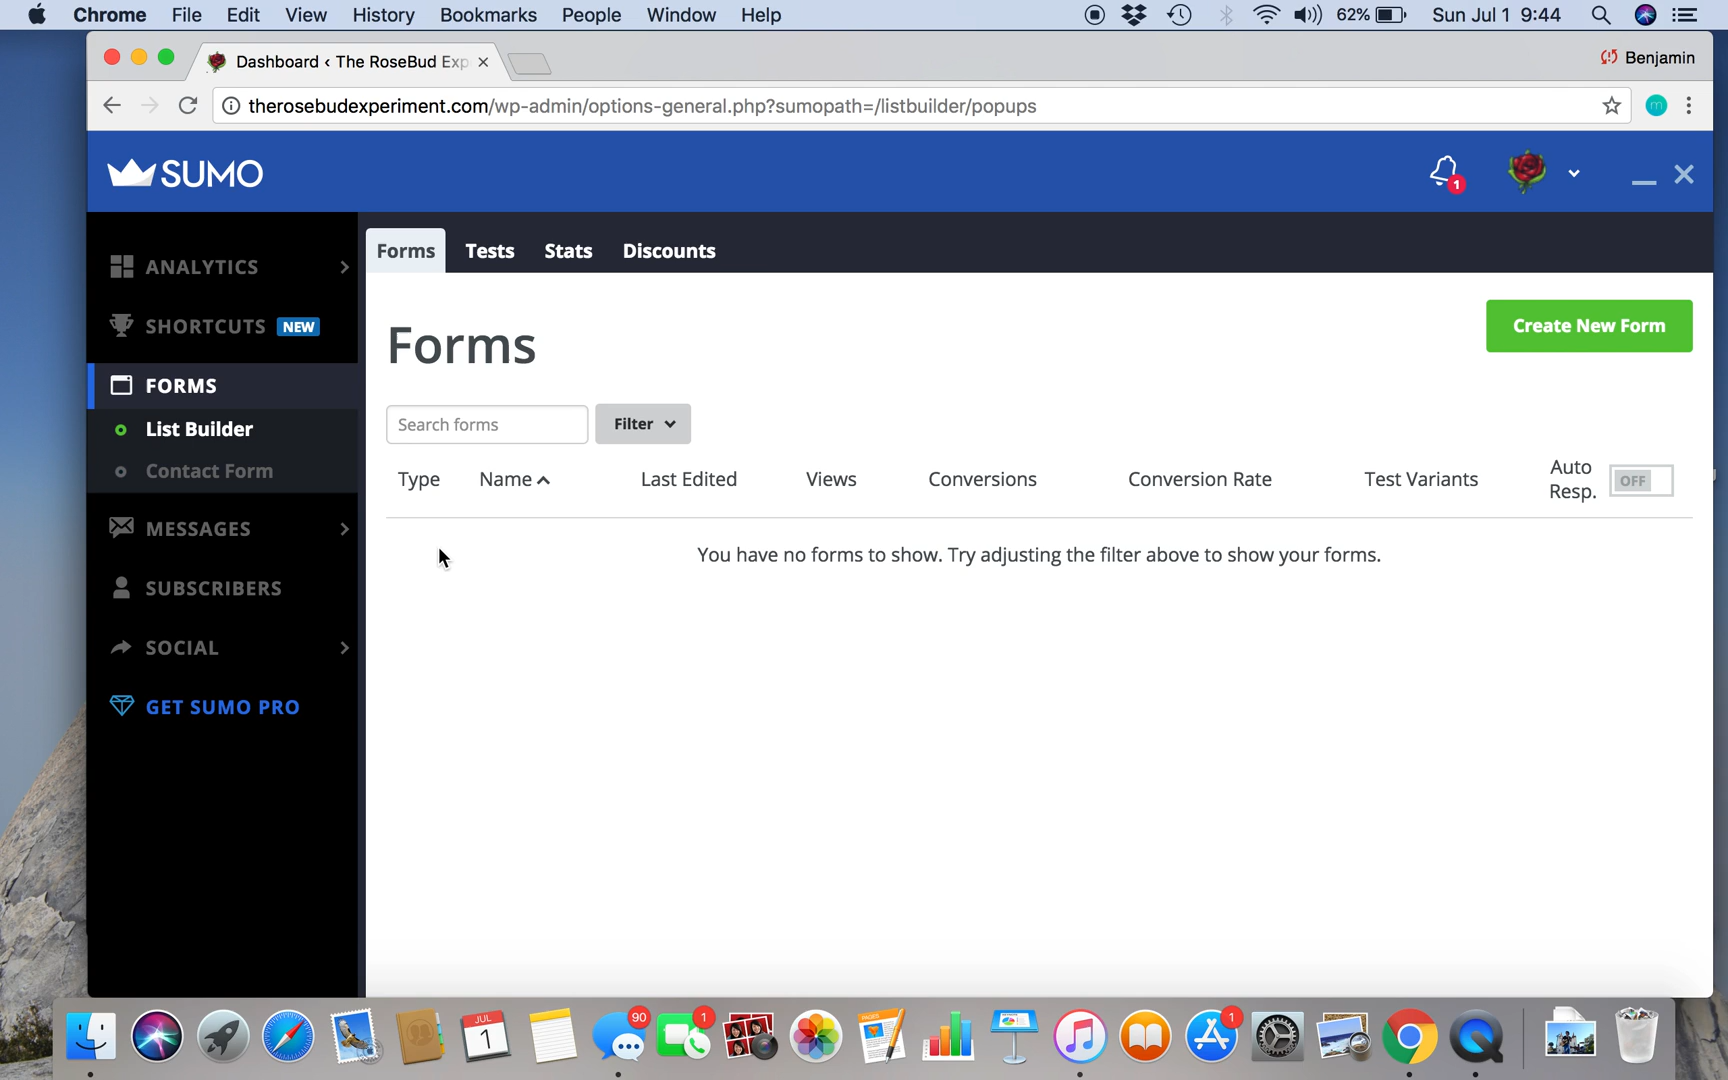 Chrome File Edit View History Bookmarks People Window Help 62% Sun Jul 1 9:44
Dashboard ‹ The RoseBud Exp Benjamin
therosebudexperiment.com/wp-admin/options-general.php?sumopath=/listbuilder/popups m
SUMO 1
Forms Tests Stats Discounts
ANALYTICS
SHORTCUTS NEW
FORMS
List Builder
Contact Form
MESSAGES
SUBSCRIBERS
SOCIAL
GET SUMO PRO
Forms Create New Form
Search forms Filter
Type Name Last Edited Views Conversions Conversion Rate Test Variants Auto
Resp. OFF
You have no forms to show. Try adjusting the filter above to show your forms.
JUL
1
90 1 PAGES 1